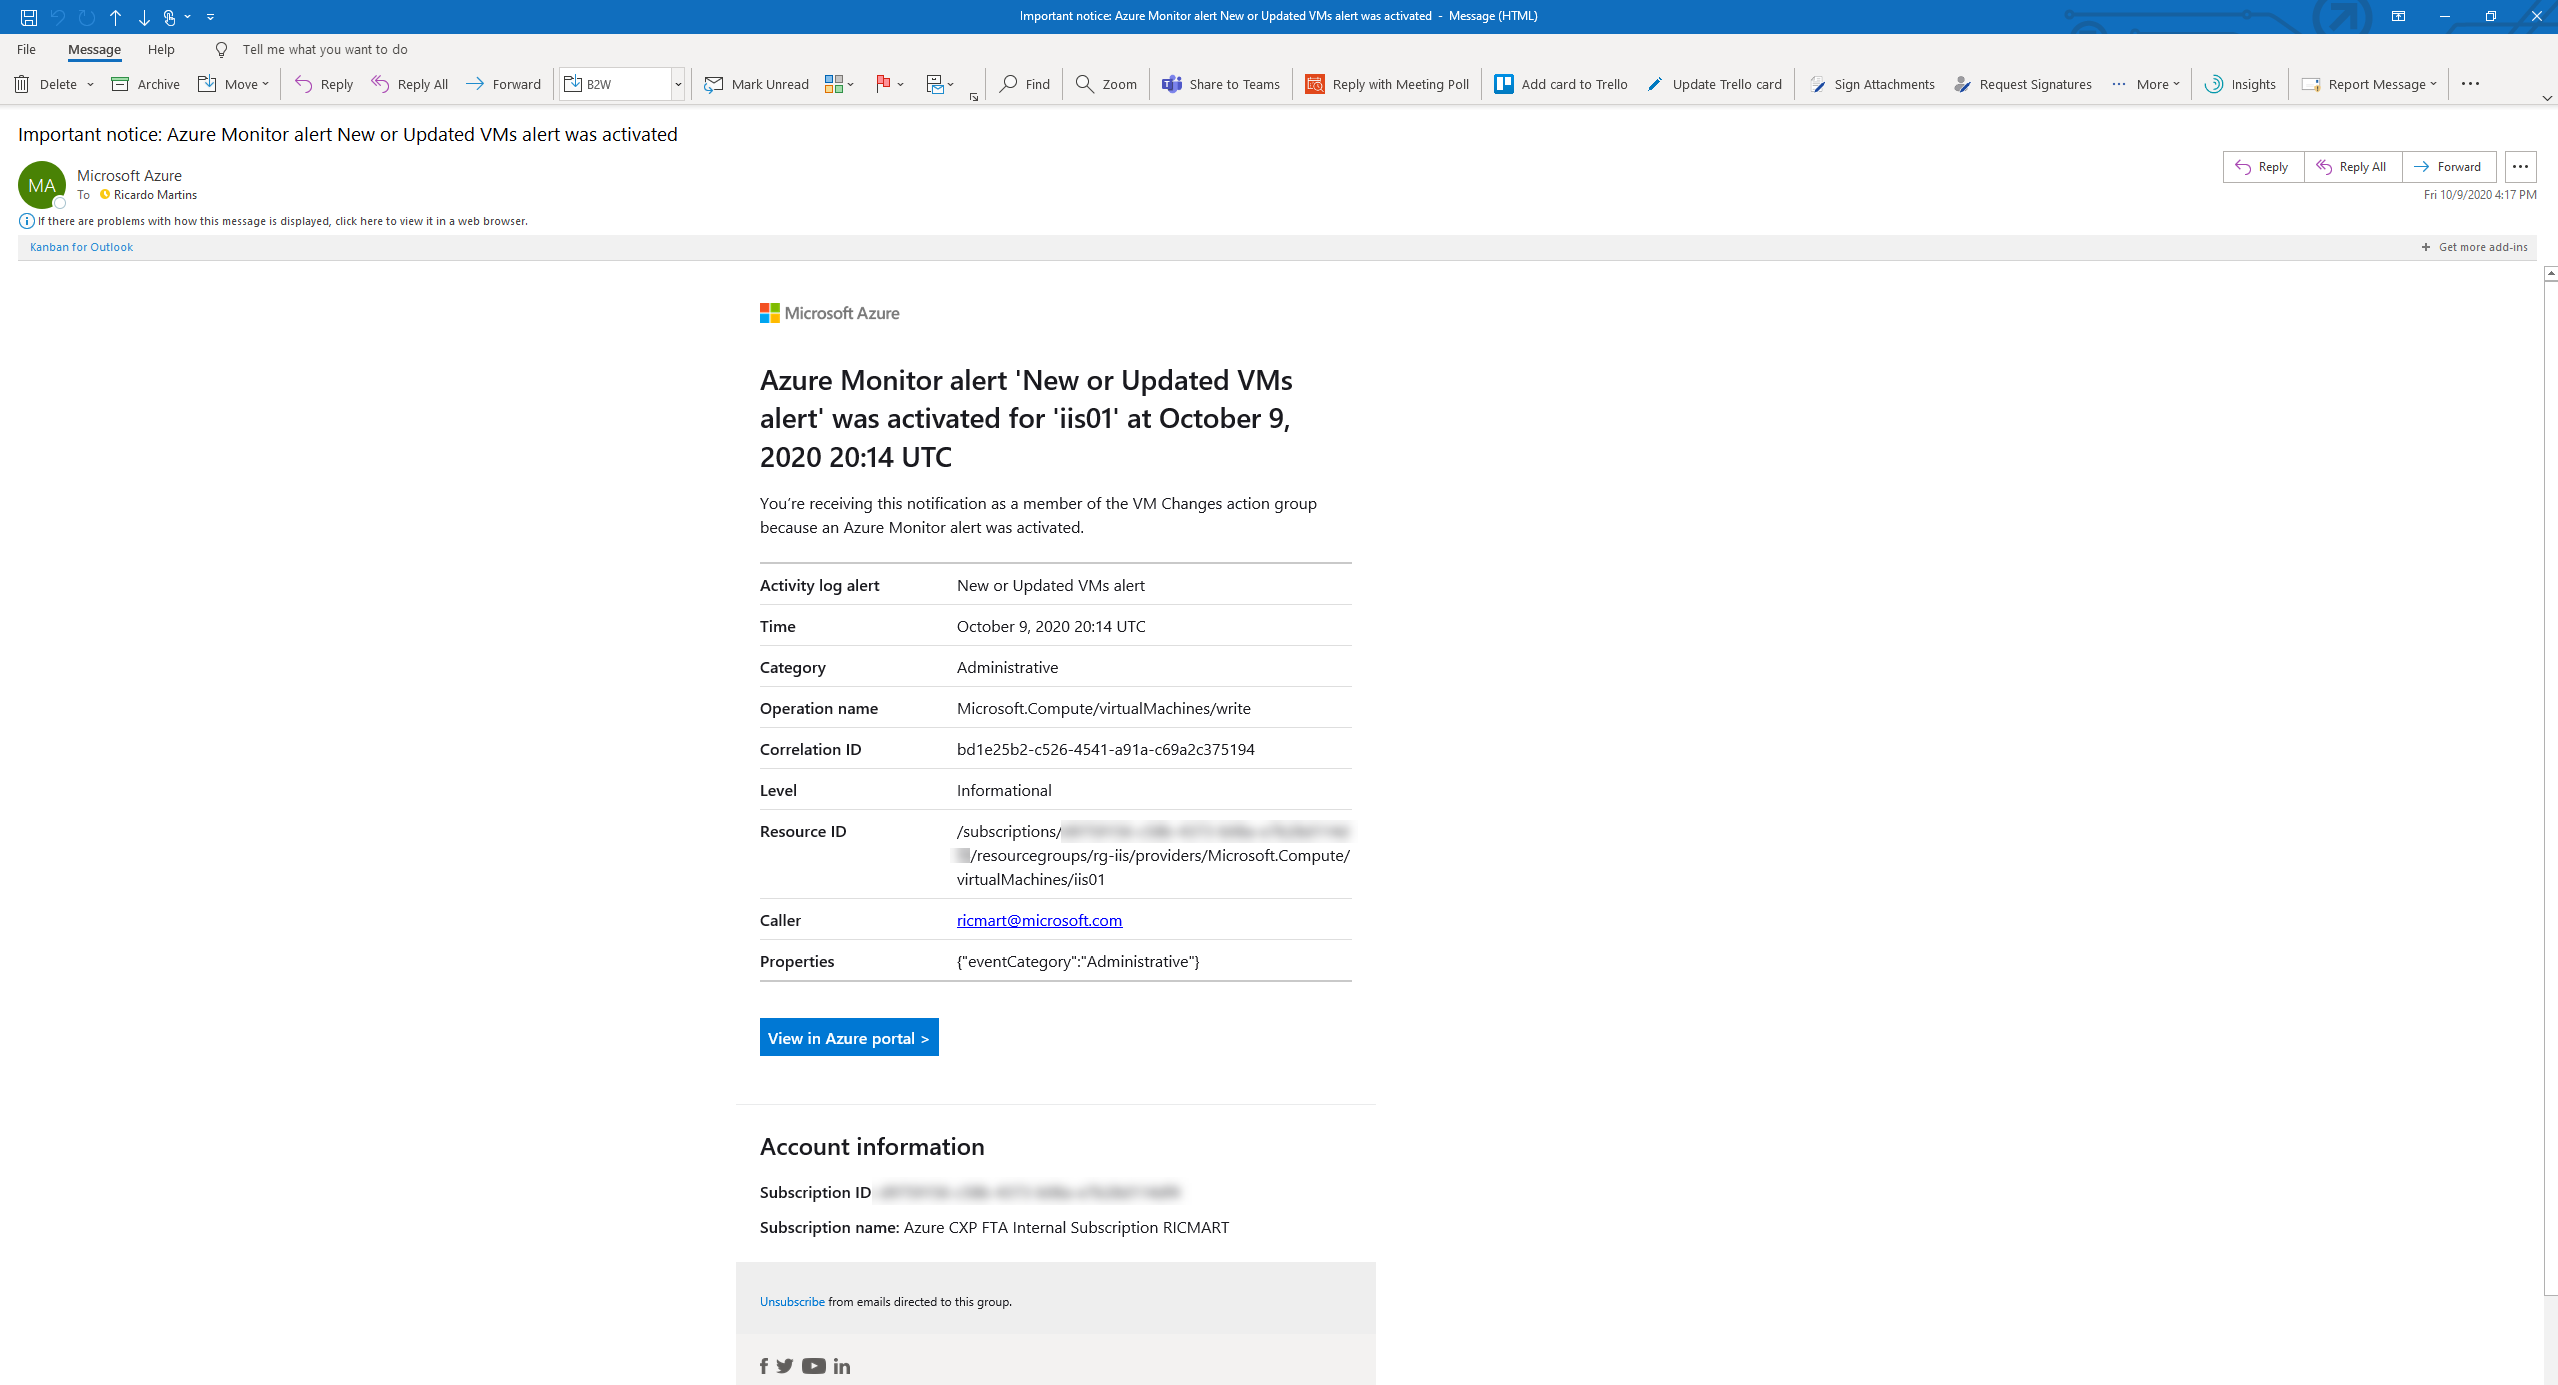 Important notice: Azure Monitor alert New or Updated VMs alert was activated - Message (HTML)
File Message Help Tell me what you want to do
Delete Archive Move Reply Reply All Forward B2W Mark Unread Find Zoom Share to Teams Reply with Meeting Poll Add card to Trello Update Trello card Sign Attachments Request Signatures More Insights Report Message
Important notice: Azure Monitor alert New or Updated VMs alert was activated
MA
Microsoft Azure
To Ricardo Martins
Reply Reply All Forward
Fri 10/9/2020 4:17 PM
If there are problems with how this message is displayed, click here to view it in a web browser.
Kanban for Outlook
+ Get more add-ins
Microsoft Azure
Azure Monitor alert 'New or Updated VMs
alert' was activated for 'iis01' at October 9,
2020 20:14 UTC
You're receiving this notification as a member of the VM Changes action group
because an Azure Monitor alert was activated.
Activity log alert New or Updated VMs alert
Time October 9, 2020 20:14 UTC
Category Administrative
Operation name Microsoft.Compute/virtualMachines/write
Correlation ID bd1e25b2-c526-4541-a91a-c69a2c375194
Level Informational
Resource ID /subscriptions/
/resourcegroups/rg-iis/providers/Microsoft.Compute/
virtualMachines/iis01
Caller ricmart@microsoft.com
Properties {"eventCategory":"Administrative"}
View in Azure portal >
Account information
Subscription ID
Subscription name: Azure CXP FTA Internal Subscription RICMART
Unsubscribe from emails directed to this group.